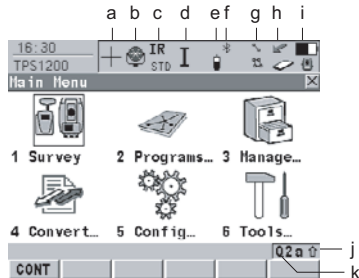 a b c d e f g h i
16:30 IR
TPS1200 STD I
Main Menu
1 Survey 2 Programs… 3 Manage…
4 Convert… 5 Config… 6 Tools…
Q2a⇧ j
k
CONT